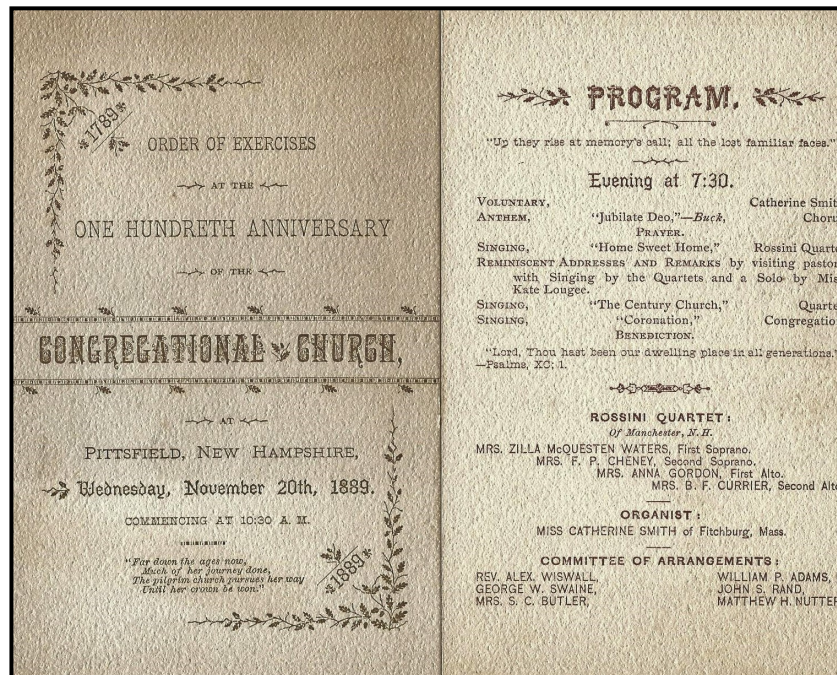 1789
ORDER OF EXERCISES
AT THE
ONE HUNDRETH ANNIVERSARY
OF THE
CONGREGATIONAL CHURCH,
AT
PITTSFIELD, NEW HAMPSHIRE,
Wednesday, November 20th, 1889.
COMMENCING AT 10:30 A. M.
"Far down the ages now,
Much of her journey done,
The pilgrim church pursues her way
Until her crown be won."
1889
PROGRAM.
"Up they rise at memory's call; all the lost familiar faces."
Evening at 7:30.
VOLUNTARY, Catherine Smit
ANTHEM, "Jubilate Deo,"—Buck, Choru
PRAYER.
SINGING, "Home Sweet Home," Rossini Quarte
REMINISCENT ADDRESSES AND REMARKS by visiting pastor
with Singing by the Quartets and a Solo by Mis
Kate Lougee.
SINGING, "The Century Church," Quarte
SINGING, "Coronation," Congregatio
BENEDICTION.
"Lord, Thou hast been our dwelling place in all generations."
—Psalms, XC: 1.
ROSSINI QUARTET:
Of Manchester, N. H.
MRS. ZILLA McQUESTEN WATERS, First Soprano.
MRS. F. P. CHENEY, Second Soprano.
MRS. ANNA GORDON, First Alto.
MRS. B. F. CURRIER, Second Alto
ORGANIST:
MISS CATHERINE SMITH of Fitchburg, Mass.
COMMITTEE OF ARRANGEMENTS:
REV. ALEX. WISWALL, WILLIAM P. ADAMS,
GEORGE W. SWAINE, JOHN S. RAND,
MRS. S. C. BUTLER, MATTHEW H. NUTTER